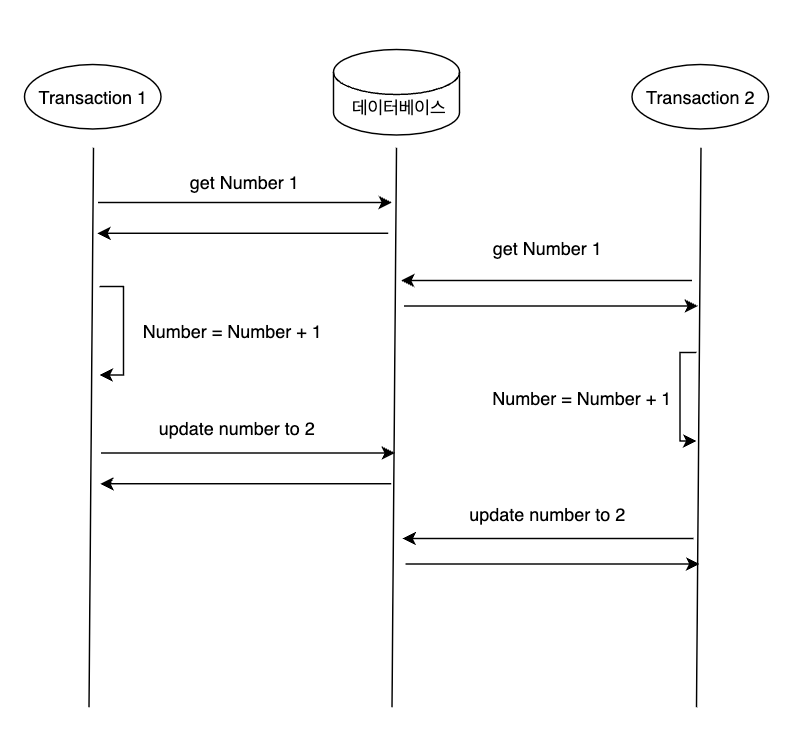 Transaction 1
데이터베이스
Transaction 2
get Number 1
get Number 1
Number = Number + 1
Number = Number + 1
update number to 2
update number to 2